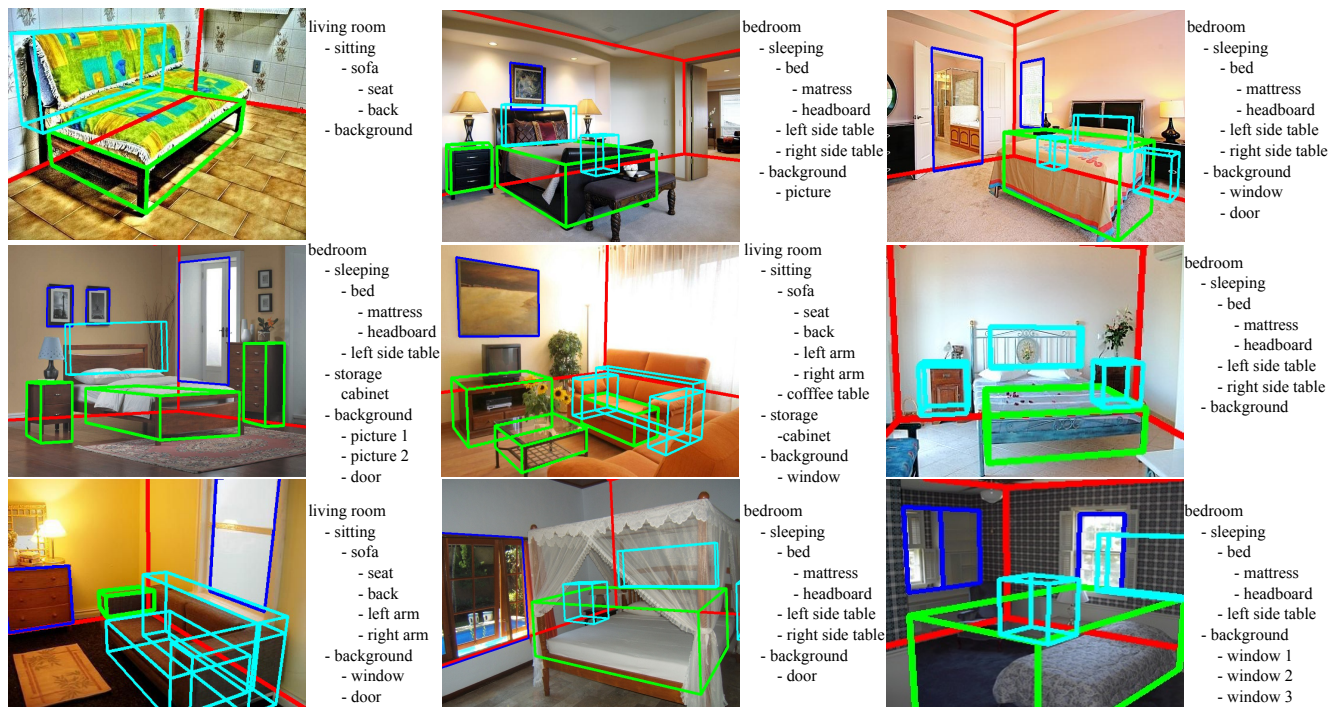 living room
- sitting
- sofa
- seat
- back
- background
bedroom
- sleeping
- bed
- matress
- headboard
- left side table
- right side table
- background
- picture
bedroom
- sleeping
- bed
- mattress
- headboard
- left side table
- right side table
- background
- window
- door
bedroom
- sleeping
- bed
- mattress
- headboard
- left side table
- storage
cabinet
- background
- picture 1
- picture 2
- door
living room
- sitting
- sofa
- seat
- back
- left arm
- right arm
- cofffee table
- storage
-cabinet
- background
- window
bedroom
- sleeping
- bed
- mattress
- headboard
- left side table
- right side table
- background
living room
- sitting
- sofa
- seat
- back
- left arm
- right arm
- background
- window
- door
bedroom
- sleeping
- bed
- mattress
- headboard
- left side table
- right side table
- background
- door
bedroom
- sleeping
- bed
- mattress
- headboard
- left side table
- background
- window 1
- window 2
- window 3